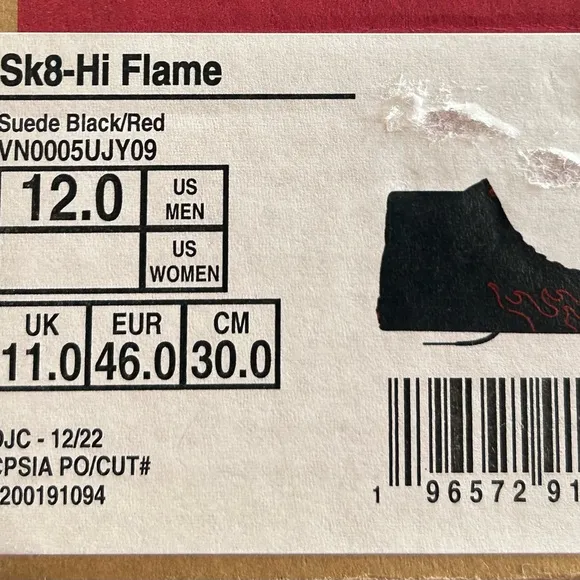 Sk8-Hi Flame
Suede Black/Red
VN0005UJY09
12.0 US MEN
US WOMEN
UK EUR CM
11.0 46.0 30.0
JC - 12/22
CPSIA PO/CUT#
200191094
1 96572 91